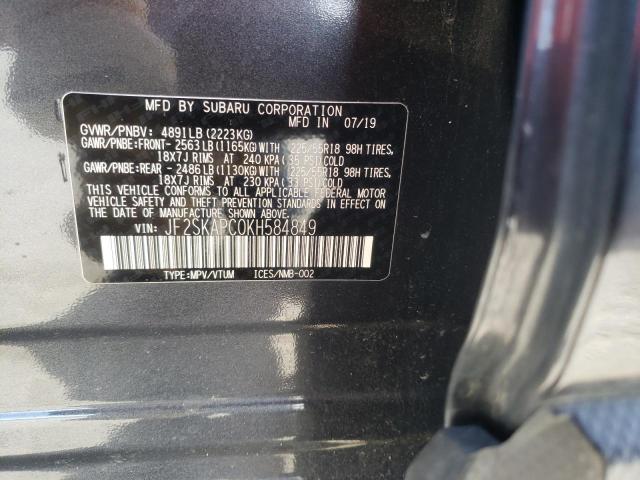 MFD BY SUBARU CORPORATION
MFD IN 07/19
GVWR/PNBV: 4891LB (2223KG)
GAWR/PNBE:FRONT- 2563LB(1165KG)WITH 225/55R18 98H TIRES,
18X7J RIMS AT 240 KPA(35 PSI)COLD
GAWR/PNBE:REAR - 2486LB(1130KG)WITH 225/55R18 98H TIRES,
18X7J RIMS AT 230 KPA(33 PSI)COLD
THIS VEHICLE CONFORMS TO ALL APPLICABLE FEDERAL MOTOR
VEHICLE SAFETY AND THEFT PREVENTION STANDARDS IN
EFFECT ON THE DATE OF MANUFACTURE SHOWN ABOVE.
VIN: JF2SKAPC0KH584849
TYPE:MPV/VTUM ICES/NMB-002